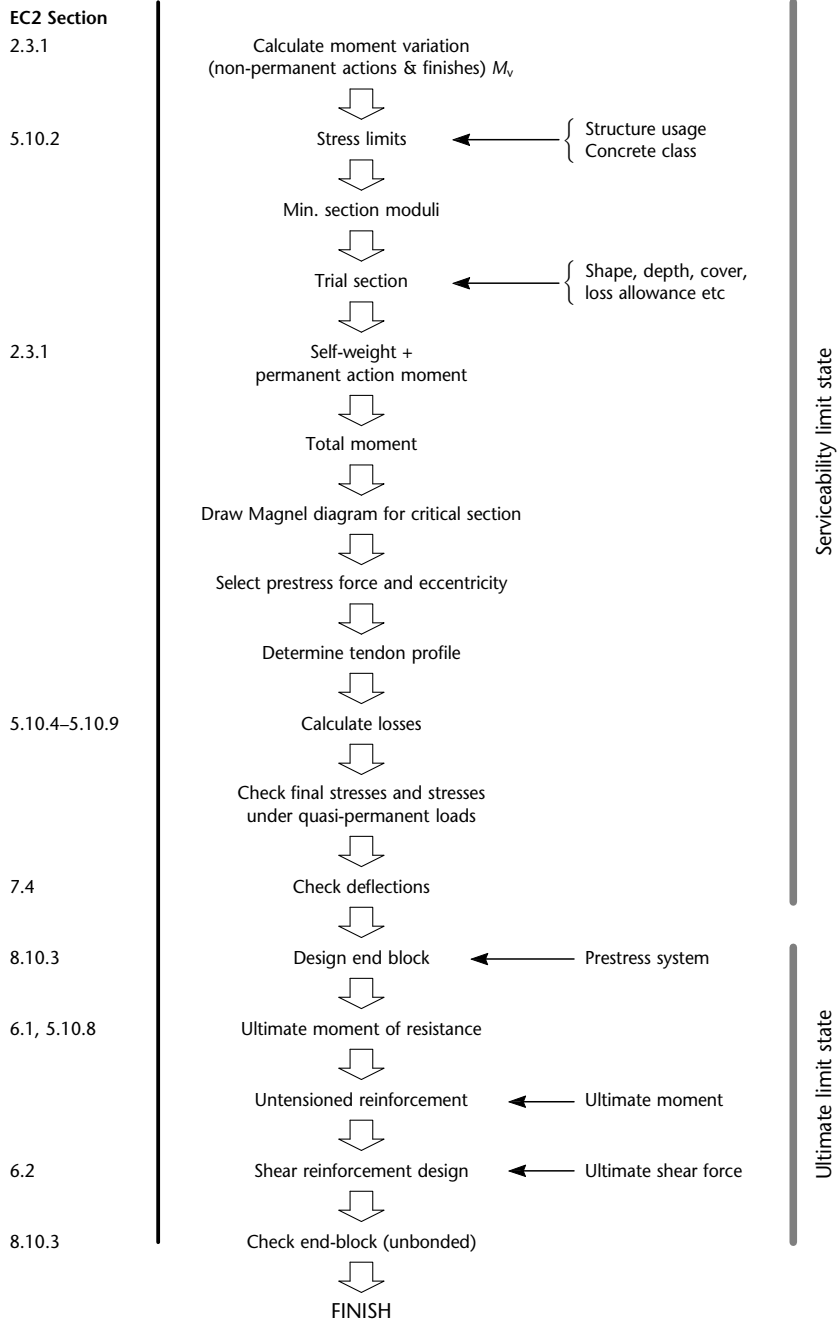 EC2 Section
2.3.1
Calculate moment variation
(non-permanent actions & finishes) Mv
5.10.2
Stress limits
Structure usage
Concrete class
Min. section moduli
Trial section
Shape, depth, cover,
loss allowance etc
2.3.1
Self-weight +
permanent action moment
Total moment
Draw Magnel diagram for critical section
Select prestress force and eccentricity
Determine tendon profile
5.10.4–5.10.9
Calculate losses
Check final stresses and stresses
under quasi-permanent loads
7.4
Check deflections
Serviceability limit state
8.10.3
Design end block
Prestress system
6.1, 5.10.8
Ultimate moment of resistance
Untensioned reinforcement
Ultimate moment
6.2
Shear reinforcement design
Ultimate shear force
8.10.3
Check end-block (unbonded)
Ultimate limit state
FINISH